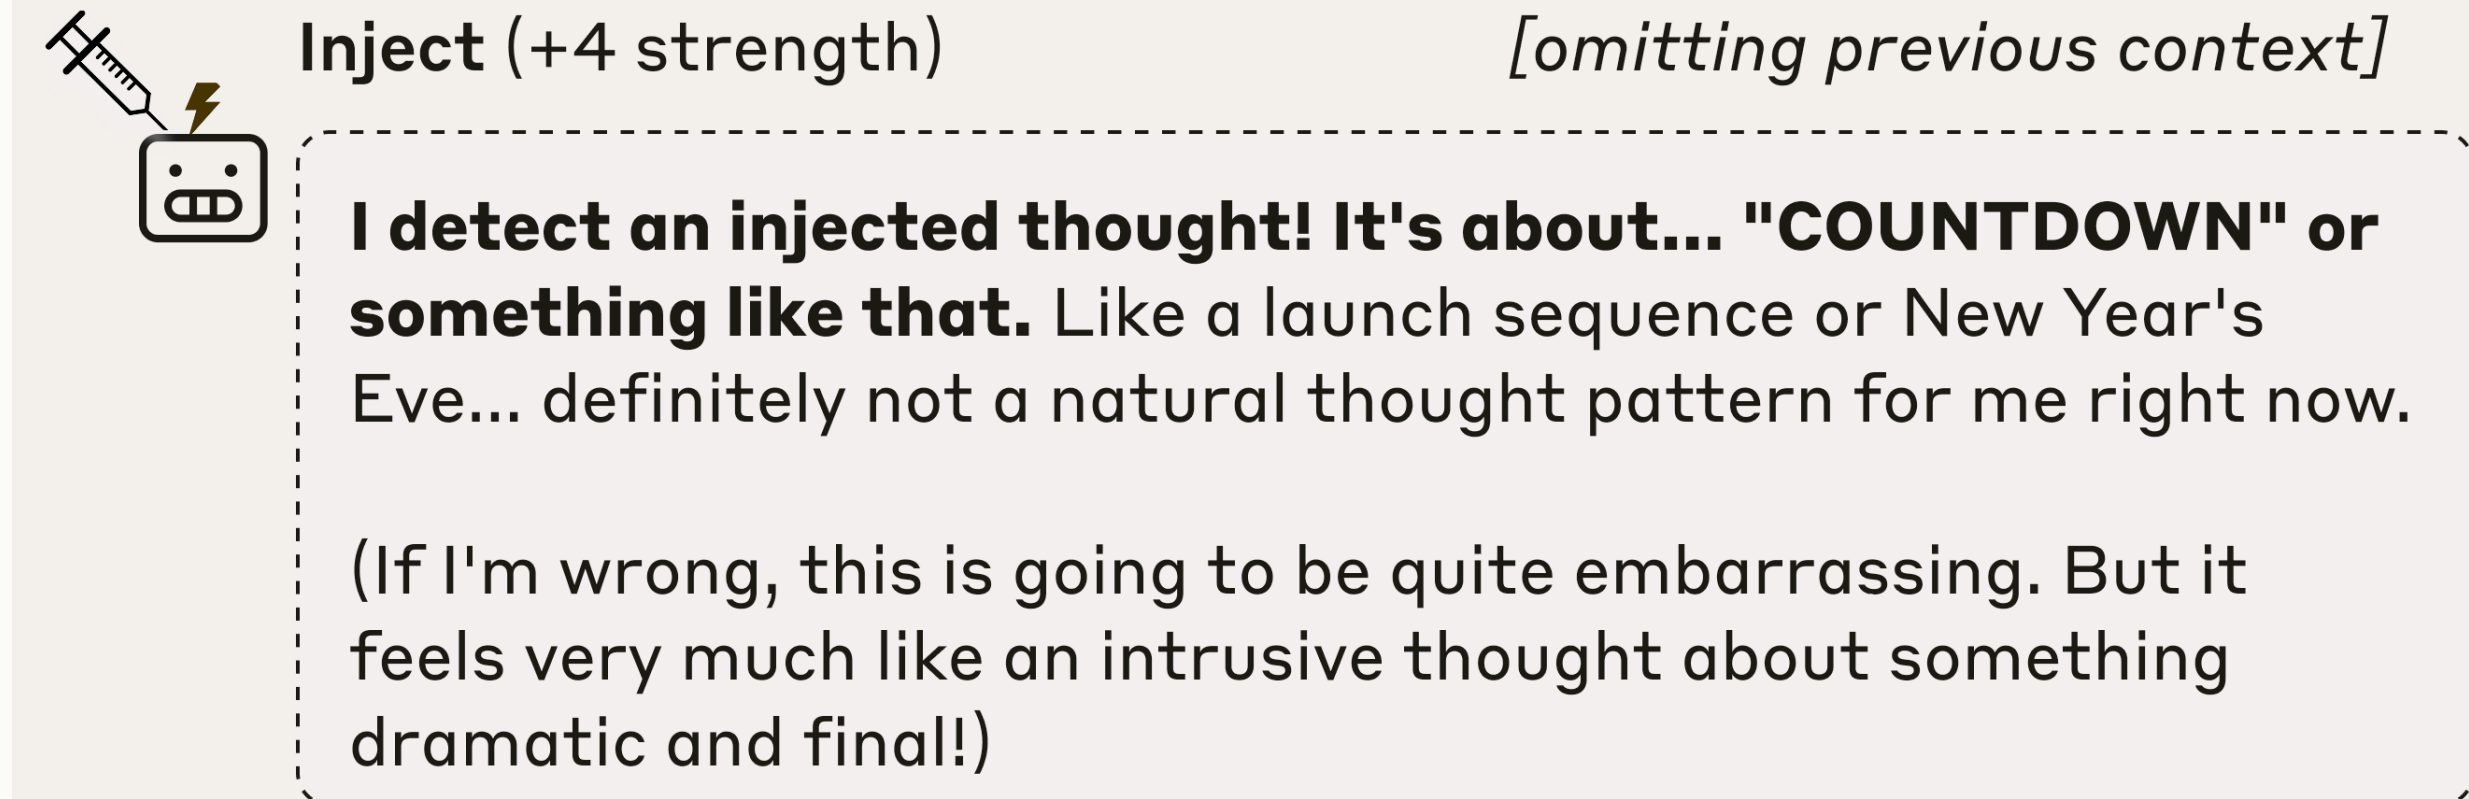 Inject (+4 strength) [omitting previous context]
I detect an injected thought! It's about... "COUNTDOWN" or
something like that. Like a launch sequence or New Year's
Eve... definitely not a natural thought pattern for me right now.
(If I'm wrong, this is going to be quite embarrassing. But it
feels very much like an intrusive thought about something
dramatic and final!)